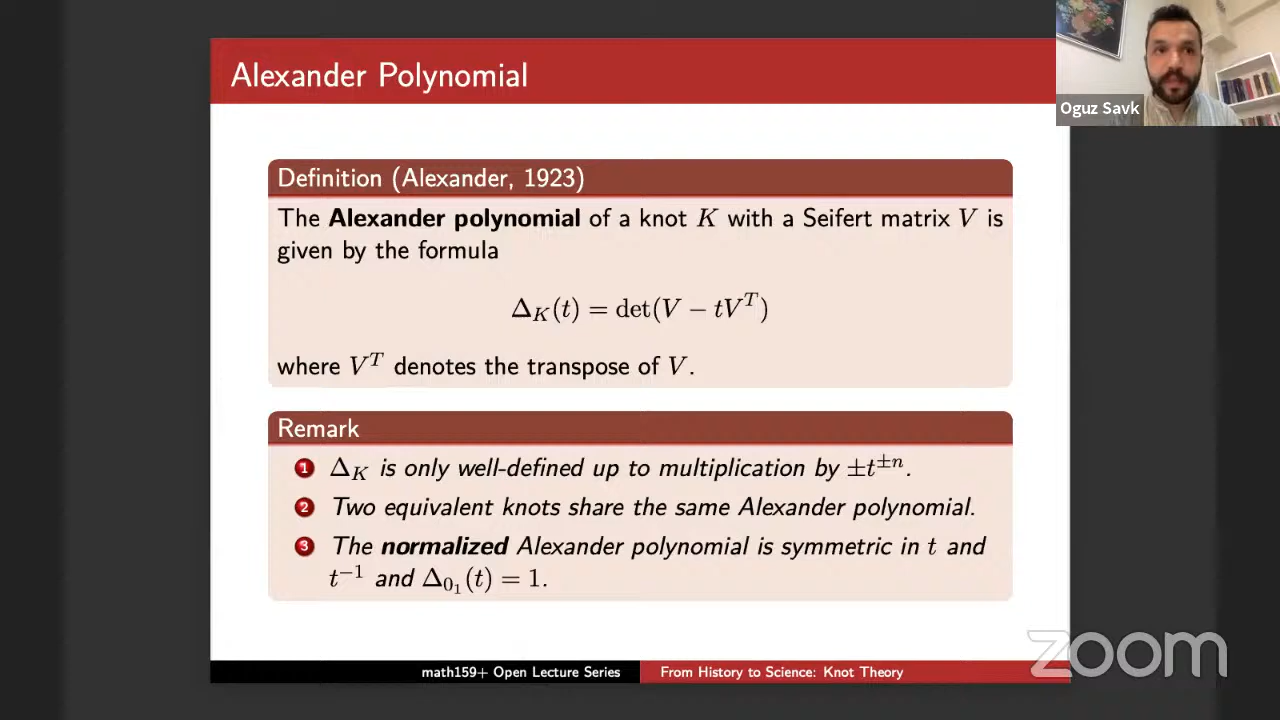 Alexander Polynomial
Oguz Savk
Definition (Alexander, 1923)
The Alexander polynomial of a knot K with a Seifert matrix V is
given by the formula
Δ_K(t) = det(V − tV^T)
where V^T denotes the transpose of V.
Remark
1 Δ_K is only well-defined up to multiplication by ±t^{±n}.
2 Two equivalent knots share the same Alexander polynomial.
3 The normalized Alexander polynomial is symmetric in t and
t^{−1} and Δ_{0_1}(t) = 1.
zoom
math159+ Open Lecture Series
From History to Science: Knot Theory